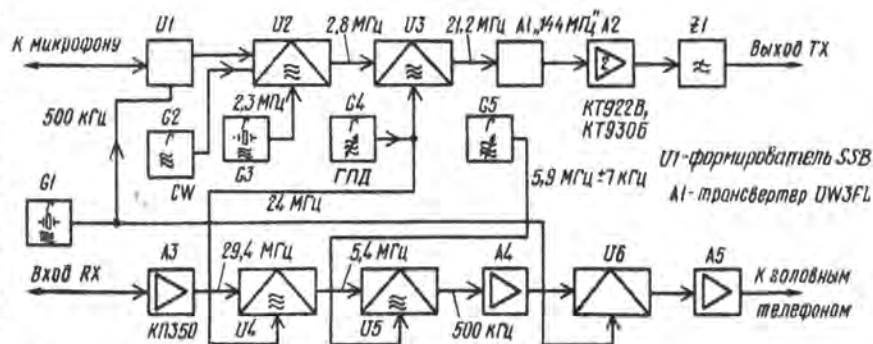 U1
U2
2,8 МГц
U3
21,2 МГц
A1 „144 МГц"
A2
Z1
К микрофону
Выход TX
500 кГц
G2
2,3 МГц
G4
G5
КТ922В,
КТ930Б
CW
G3
ГПД
5,9 МГц ±7 кГц
U1-формирователь SSB
A1-трансвертер UW3FL
G1
24 МГц
Вход RX
A3
29,4 МГц
5,4 МГц
A4
U6
A5
К головным
телефонам
КП350
U4
U5
500 кГц